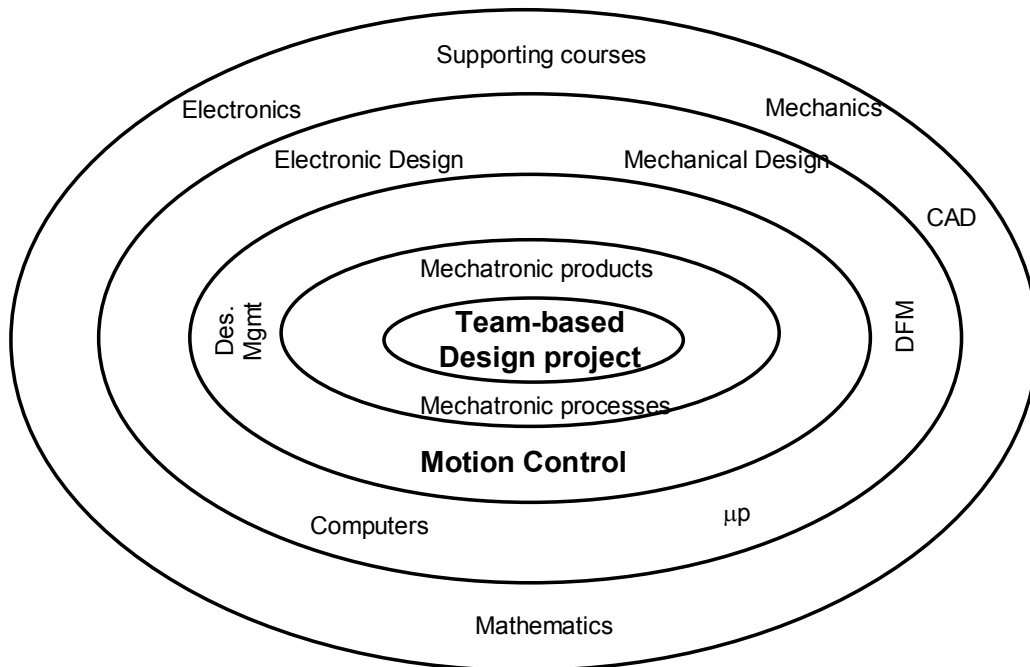 Supporting courses
Electronics
Mechanics
Electronic Design
Mechanical Design
CAD
Mechatronic products
Des.
Mgmt
Team-based
Design project
DFM
Mechatronic processes
Motion Control
Computers
μp
Mathematics